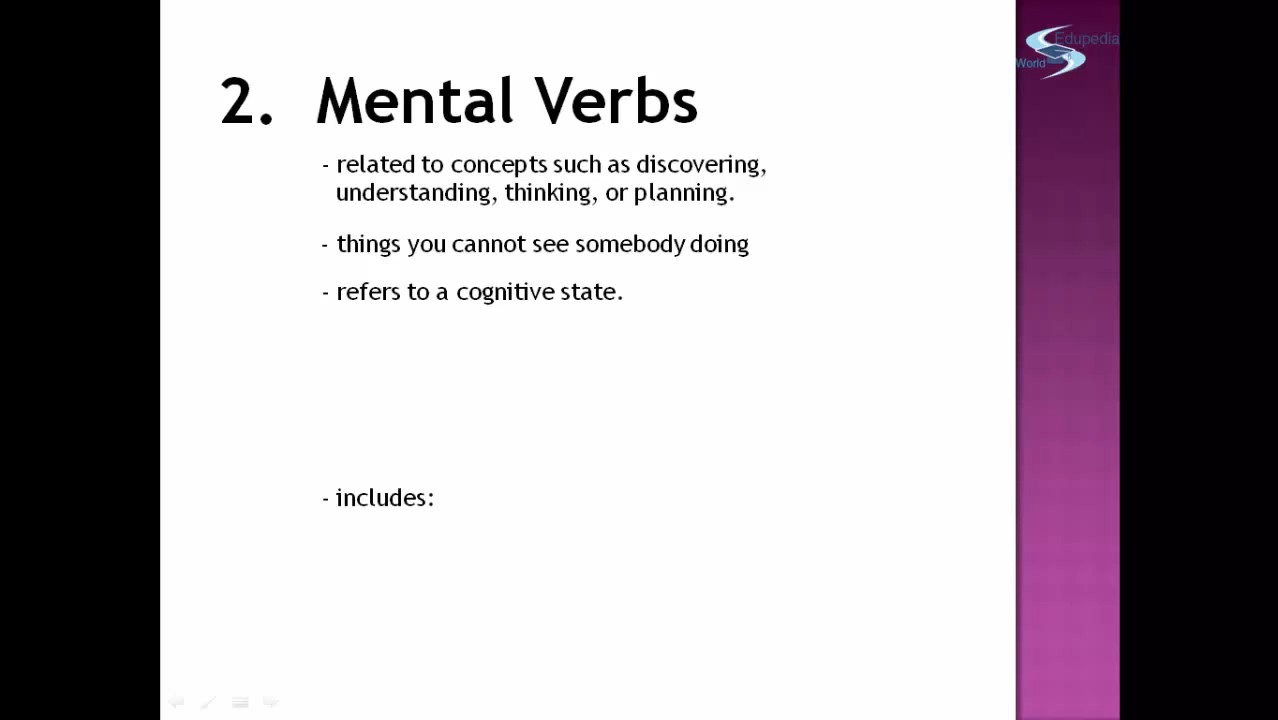 Edupedia
World
2. Mental Verbs
- related to concepts such as discovering,
understanding, thinking, or planning.
- things you cannot see somebody doing
- refers to a cognitive state.
- includes: